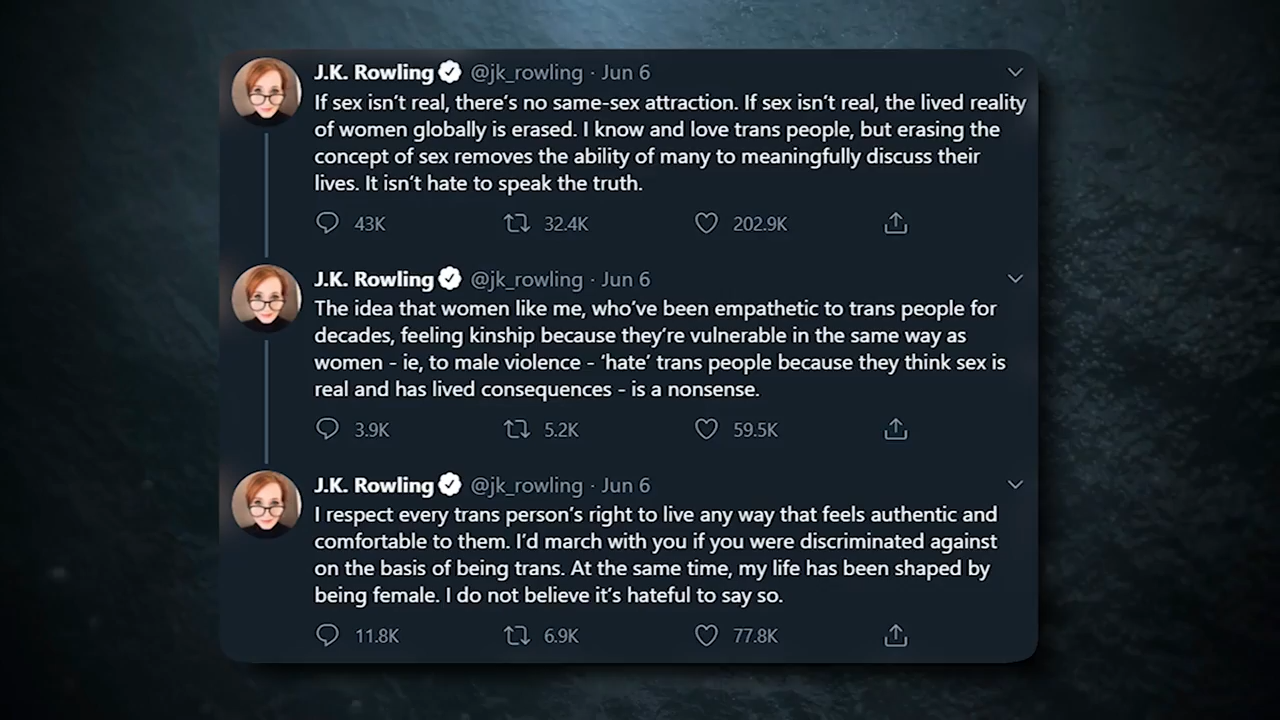 J.K. Rowling @jk_rowling · Jun 6
If sex isn't real, there's no same-sex attraction. If sex isn't real, the lived reality
of women globally is erased. I know and love trans people, but erasing the
concept of sex removes the ability of many to meaningfully discuss their
lives. It isn't hate to speak the truth.
43K 32.4K 202.9K
J.K. Rowling @jk_rowling · Jun 6
The idea that women like me, who've been empathetic to trans people for
decades, feeling kinship because they're vulnerable in the same way as
women - ie, to male violence - 'hate' trans people because they think sex is
real and has lived consequences - is a nonsense.
3.9K 5.2K 59.5K
J.K. Rowling @jk_rowling · Jun 6
I respect every trans person's right to live any way that feels authentic and
comfortable to them. I'd march with you if you were discriminated against
on the basis of being trans. At the same time, my life has been shaped by
being female. I do not believe it's hateful to say so.
11.8K 6.9K 77.8K